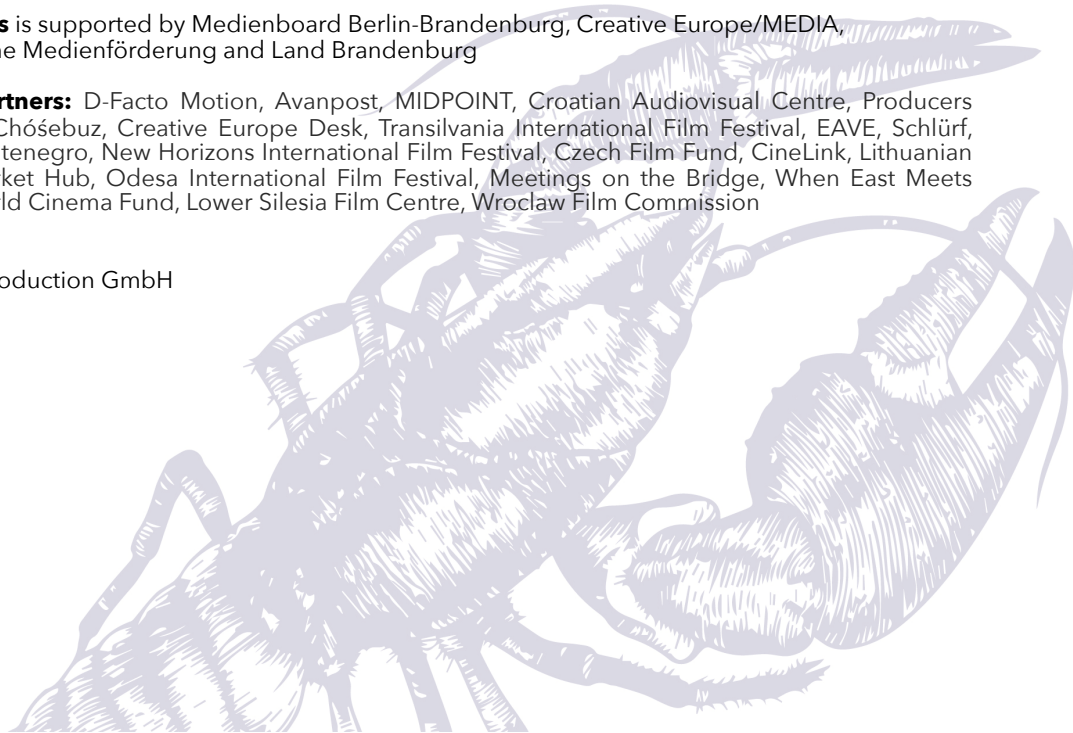 s is supported by Medienboard Berlin-Brandenburg, Creative Europe/MEDIA,
ne Medienförderung and Land Brandenburg
rtners: D-Facto Motion, Avanpost, MIDPOINT, Croatian Audiovisual Centre, Producers
Chóśebuz, Creative Europe Desk, Transilvania International Film Festival, EAVE, Schlürf,
tenegro, New Horizons International Film Festival, Czech Film Fund, CineLink, Lithuanian
rket Hub, Odesa International Film Festival, Meetings on the Bridge, When East Meets
ld Cinema Fund, Lower Silesia Film Centre, Wroclaw Film Commission
oduction GmbH